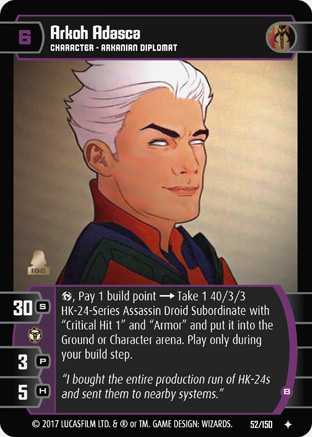 6 Arkoh Adasca
CHARACTER - ARKANIAN DIPLOMAT
IDC
30 S
3 P
5 H
, Pay 1 build point → Take 1 40/3/3
HK-24-Series Assassin Droid Subordinate with
“Critical Hit 1” and “Armor” and put it into the
Ground or Character arena. Play only during
your build step.
“I bought the entire production run of HK-24s
and sent them to nearby systems.”
B
© 2017 LUCASFILM LTD. & ® or TM. GAME DESIGN: WIZARDS. 52/150